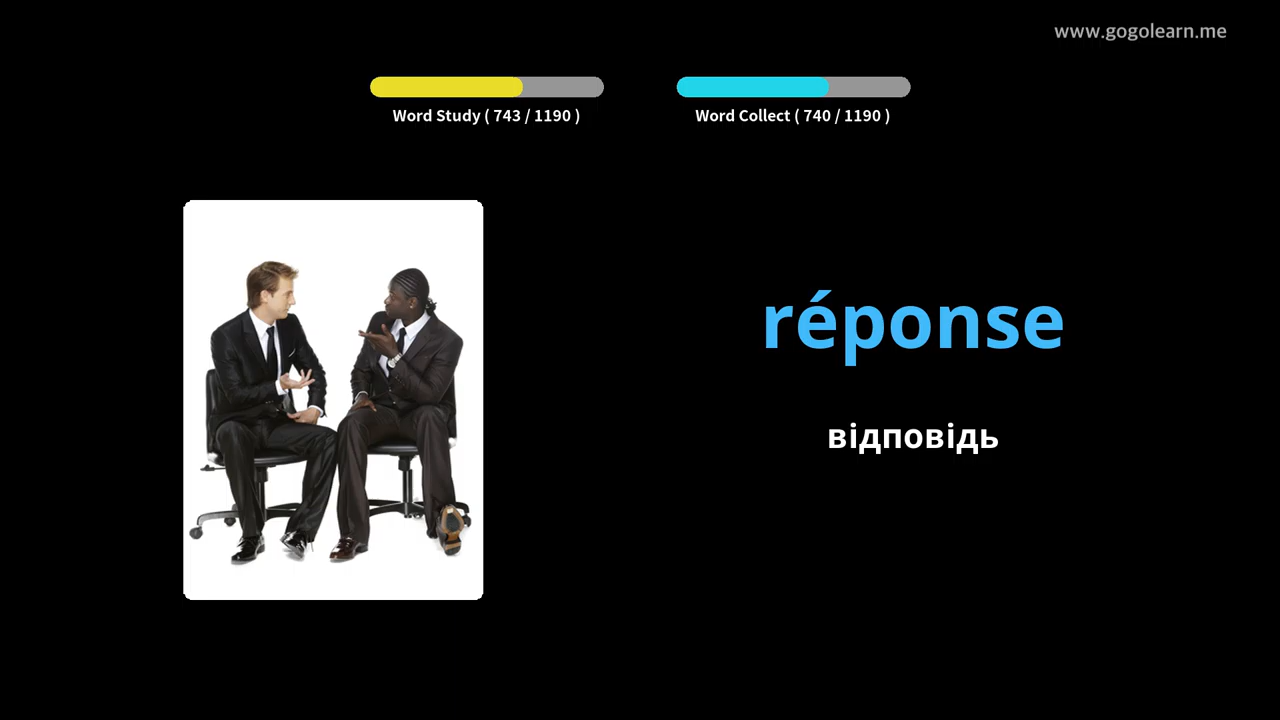 www.gogolearn.me
Word Study ( 743 / 1190 )
Word Collect ( 740 / 1190 )
réponse
відповідь